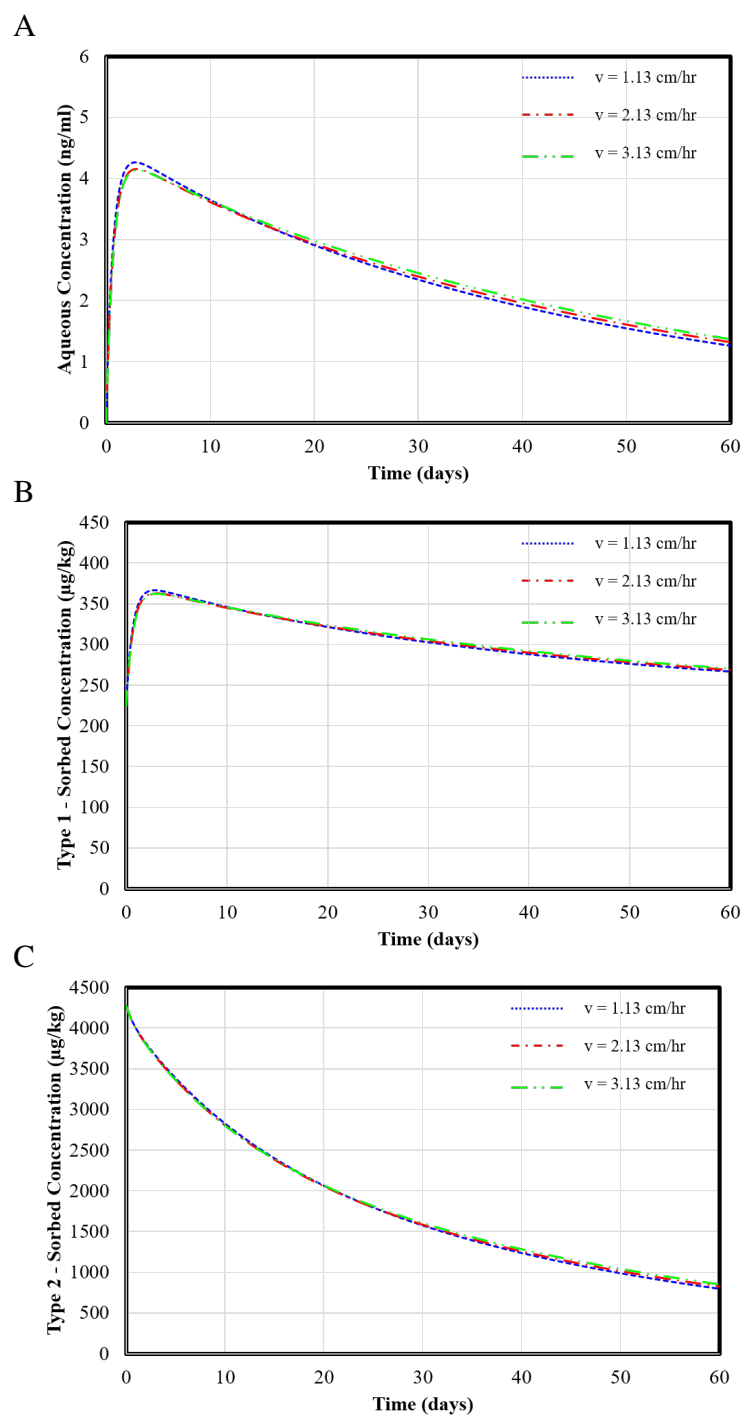 A
Aqueous Concentration (ng/ml)
6
5
4
3
2
1
0
v = 1.13 cm/hr
v = 2.13 cm/hr
v = 3.13 cm/hr
0 10 20 30 40 50 60
Time (days)
B
Type 1 - Sorbed Concentration (µg/kg)
450
400
350
300
250
200
150
100
50
0
v = 1.13 cm/hr
v = 2.13 cm/hr
v = 3.13 cm/hr
0 10 20 30 40 50 60
Time (days)
C
Type 2 - Sorbed Concentration (µg/kg)
4500
4000
3500
3000
2500
2000
1500
1000
500
0
v = 1.13 cm/hr
v = 2.13 cm/hr
v = 3.13 cm/hr
0 10 20 30 40 50 60
Time (days)